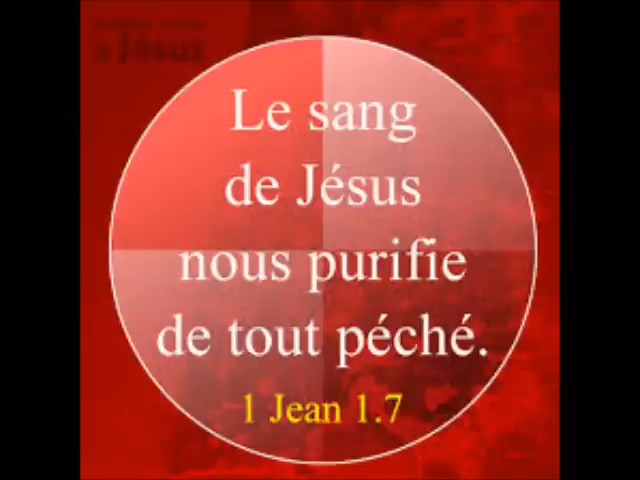 Le sang
de Jésus
nous purifie
de tout péché.
1 Jean 1.7